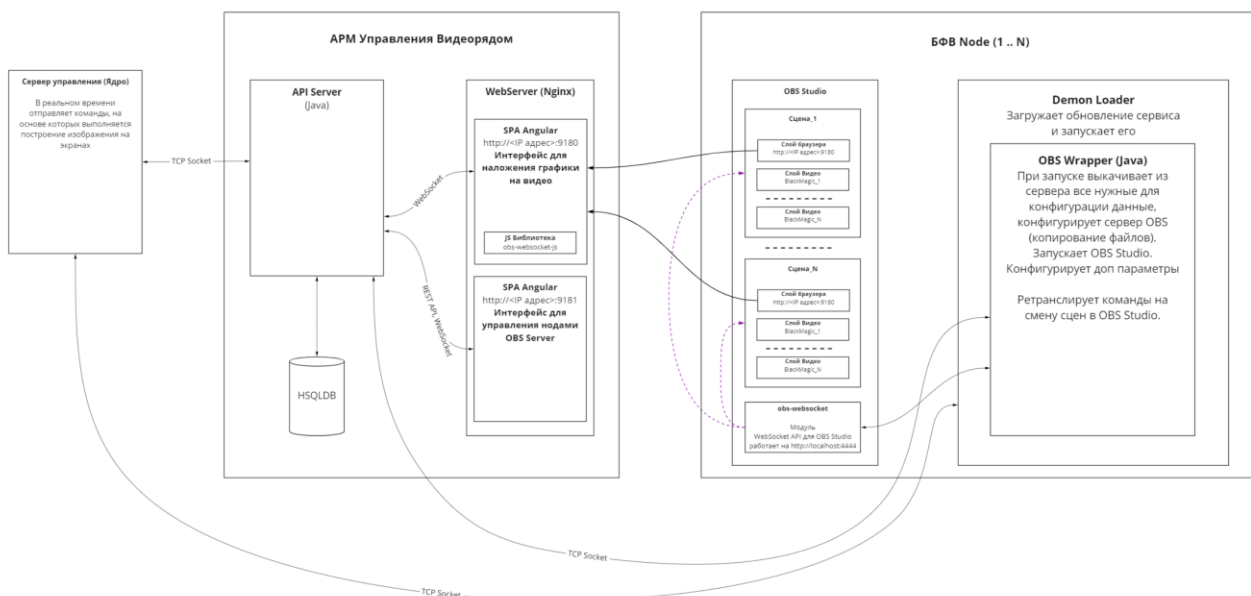 АРМ Управления Видеорядом
БФВ Node (1 .. N)
Сервер управления (Ядро)
В реальном времени
отправляет команды, на
основе которых выполняется
построение изображения на
экранах
TCP Socket
API Server
(Java)
HSQLDB
WebSocket
REST API, WebSocket
WebServer (Nginx)
SPA Angular
http://<IP адрес>:9180
Интерфейс для
наложения графики
на видео
JS Библиотека
obs-websocket-js
SPA Angular
http://<IP адрес>:9181
Интерфейс для
управления нодами
OBS Server
OBS Studio
Сцена_1
Слой браузера
http://<IP адрес>:9180
Слой Видео
BlackMagic_1
Слой Видео
BlackMagic_N
Сцена_N
Слой браузера
http://<IP адрес>:9180
Слой Видео
BlackMagic_1
Слой Видео
BlackMagic_N
obs-websocket
Модуль
WebSocket API для OBS Studio
работает на http://localhost:4444
Demon Loader
Загружает обновление сервиса
и запускает его
OBS Wrapper (Java)
При запуске выкачивает из
сервера все нужные для
конфигурации данные,
конфигурирует сервер OBS
(копирование файлов).
Запускает OBS Studio.
Конфигурирует доп параметры
Ретранслирует команды на
смену сцен в OBS Studio.
TCP Socket
TCP Socket